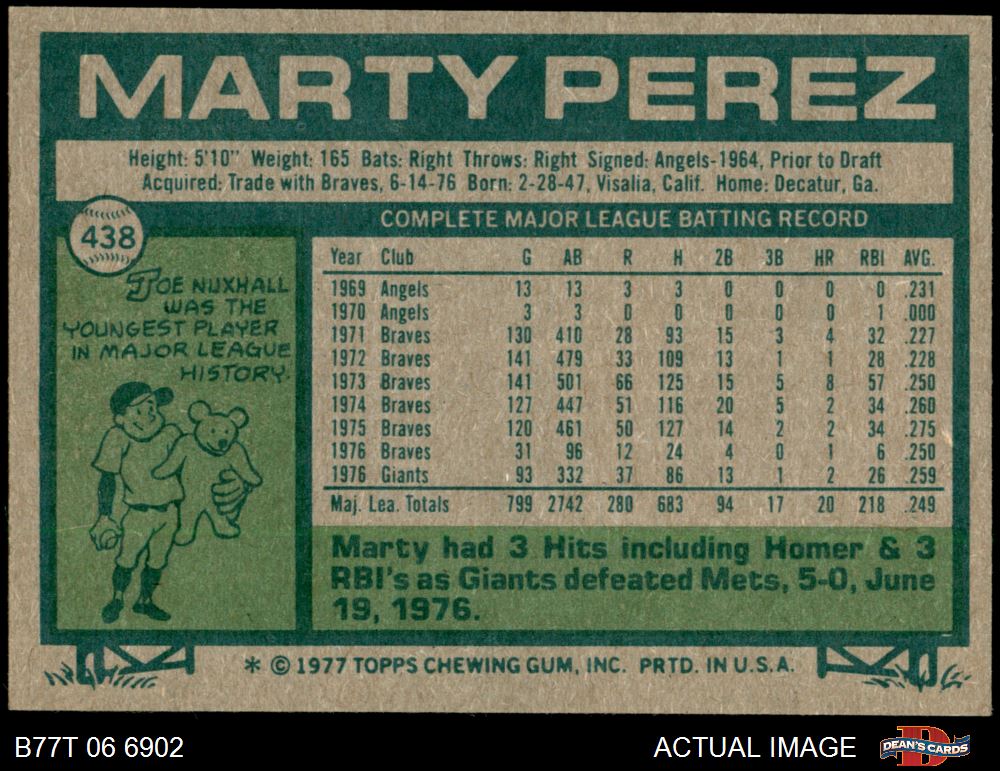 MARTY PEREZ
Height: 5'10" Weight: 165 Bats: Right Throws: Right Signed: Angels-1964, Prior to Draft
Acquired: Trade with Braves, 6-14-76 Born: 2-28-47, Visalia, Calif. Home: Decatur, Ga.
438
JOE NUXHALL
WAS THE
YOUNGEST PLAYER
IN MAJOR LEAGUE
HISTORY.
COMPLETE MAJOR LEAGUE BATTING RECORD
Year Club G AB R H 2B 3B HR RBI AVG.
1969 Angels 13 13 3 3 0 0 0 0 .231
1970 Angels 3 3 0 0 0 0 0 1 .000
1971 Braves 130 410 28 93 15 3 4 32 .227
1972 Braves 141 479 33 109 13 1 1 28 .228
1973 Braves 141 501 66 125 15 5 8 57 .250
1974 Braves 127 447 51 116 20 5 2 34 .260
1975 Braves 120 461 50 127 14 2 2 34 .275
1976 Braves 31 96 12 24 4 0 1 6 .250
1976 Giants 93 332 37 86 13 1 2 26 .259
Maj. Lea. Totals 799 2742 280 683 94 17 20 218 .249
Marty had 3 Hits including Homer & 3
RBI's as Giants defeated Mets, 5-0, June
19, 1976.
* © 1977 TOPPS CHEWING GUM, INC. PRTD. IN U.S.A.
B77T 06 6902
ACTUAL IMAGE
DEAN'S CARDS